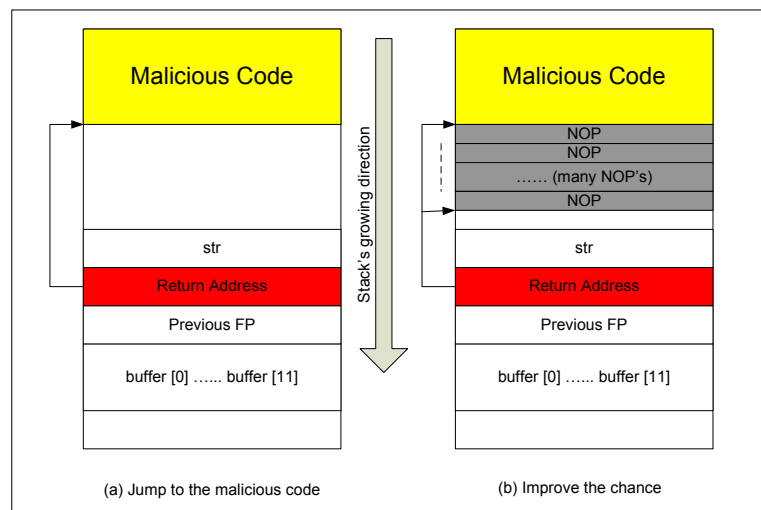 Malicious Code
str
Return Address
Previous FP
buffer [0] …... buffer [11]
(a) Jump to the malicious code
Stack’s growing direction
Malicious Code
NOP
NOP
…… (many NOP’s)
NOP
str
Return Address
Previous FP
buffer [0] …... buffer [11]
(b) Improve the chance